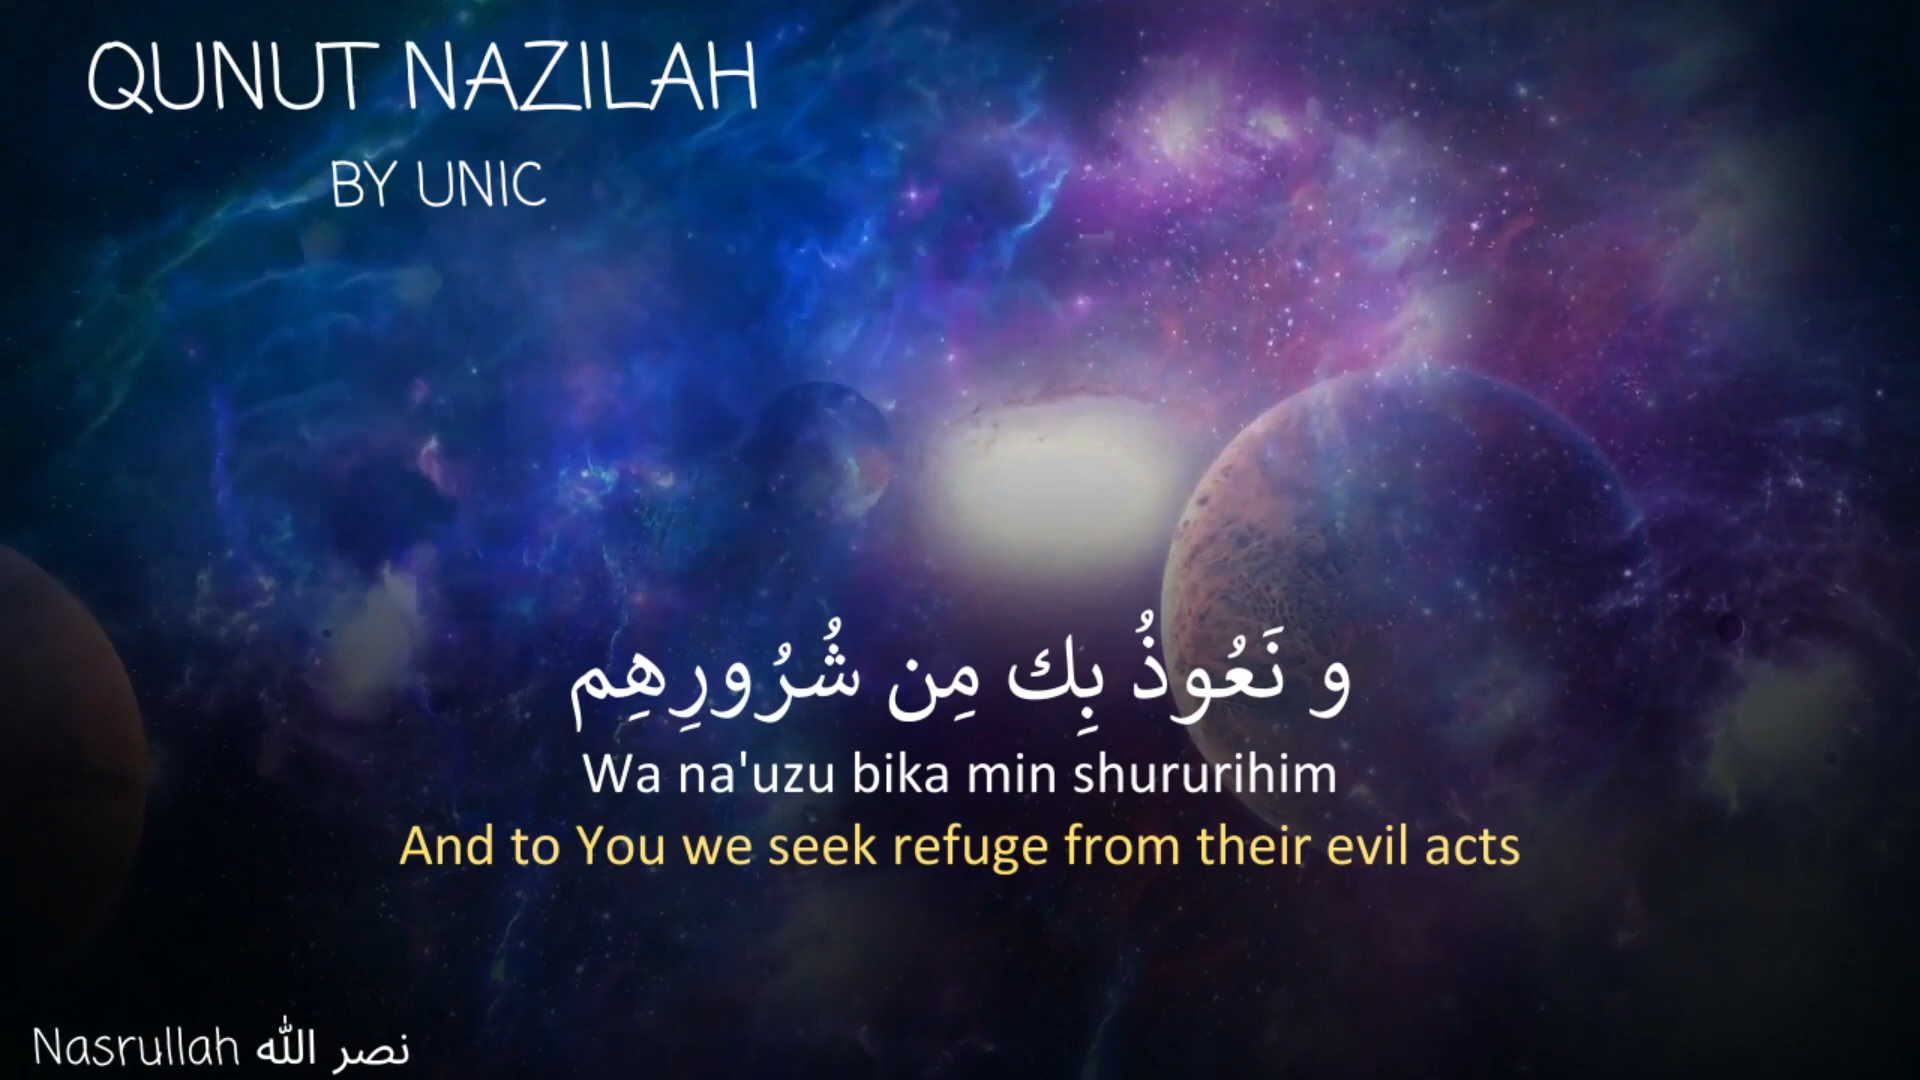 QUNUT NAZILAH
BY UNIC
و نَعُوذُ بِك مِن شُرُورِهِم
Wa na'uzu bika min shururihim
And to You we seek refuge from their evil acts
Nasrullah نصر الله